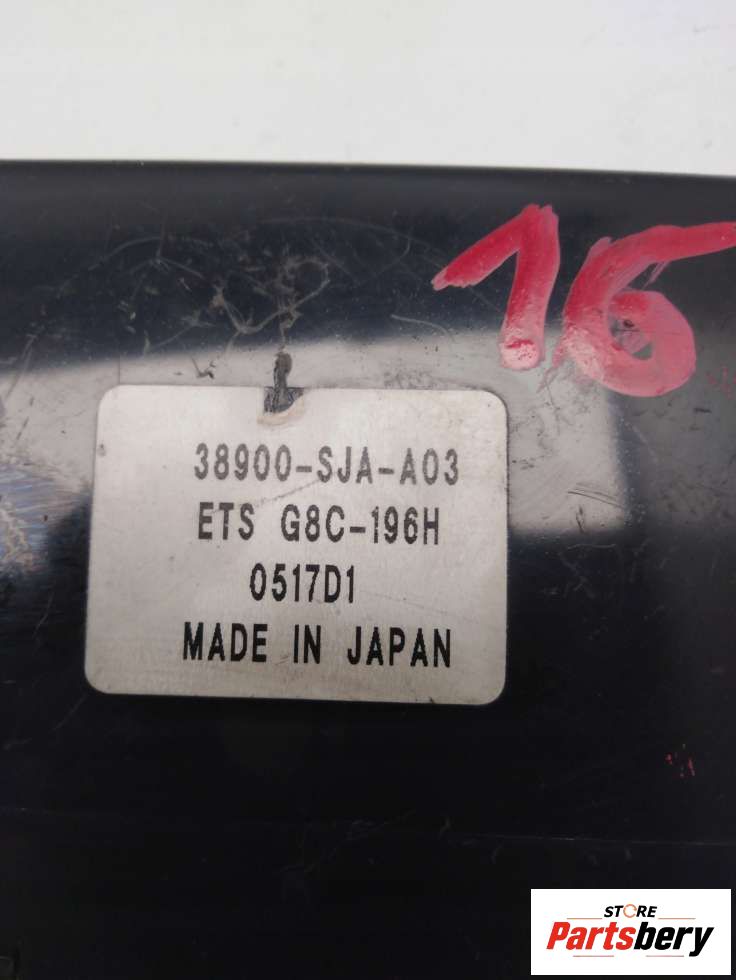 16
38900-SJA-A03
ETS G8C-196H
0517D1
MADE IN JAPAN
STORE
Partsbery